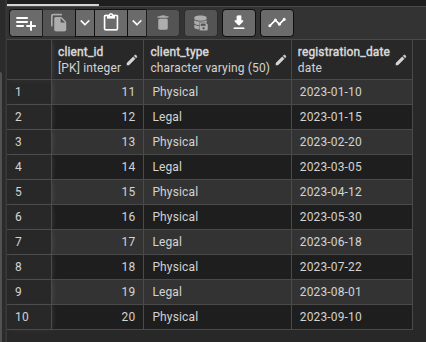 client_id client_type registration_date
[PK] integer character varying (50) date
1 11 Physical 2023-01-10
2 12 Legal 2023-01-15
3 13 Physical 2023-02-20
4 14 Legal 2023-03-05
5 15 Physical 2023-04-12
6 16 Physical 2023-05-30
7 17 Legal 2023-06-18
8 18 Physical 2023-07-22
9 19 Legal 2023-08-01
10 20 Physical 2023-09-10